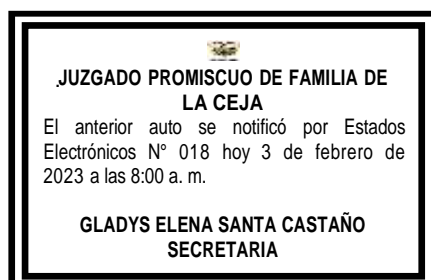 .JUZGADO PROMISCUO DE FAMILIA DE
LA CEJA
El anterior auto se notificó por Estados
Electrónicos N° 018 hoy 3 de febrero de
2023 a las 8:00 a. m.
GLADYS ELENA SANTA CASTAÑO
SECRETARIA